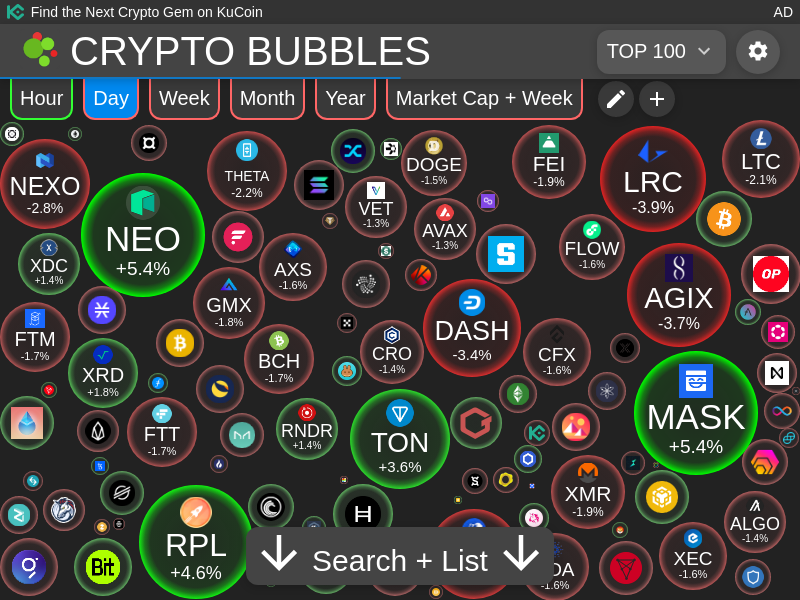 Find the Next Crypto Gem on KuCoin
AD
CRYPTO BUBBLES
TOP 100
Hour
Day
Week
Month
Year
Market Cap + Week
NEXO
-2.8%
THETA
-2.2%
DOGE
-1.5%
FEI
-1.9%
LRC
-3.9%
LTC
-2.1%
NEO
+5.4%
VET
-1.3%
AVAX
-1.3%
FLOW
-1.6%
XDC
+1.4%
AXS
-1.6%
OP
AGIX
-3.7%
GMX
-1.8%
FTM
-1.7%
DASH
-3.4%
BCH
-1.7%
CRO
-1.4%
CFX
-1.6%
XRD
+1.8%
MASK
+5.4%
FTT
-1.7%
RNDR
+1.4%
TON
+3.6%
XMR
-1.9%
H
RPL
+4.6%
ALGO
-1.4%
Bit
Search + List
-1.6%
XEC
-1.6%